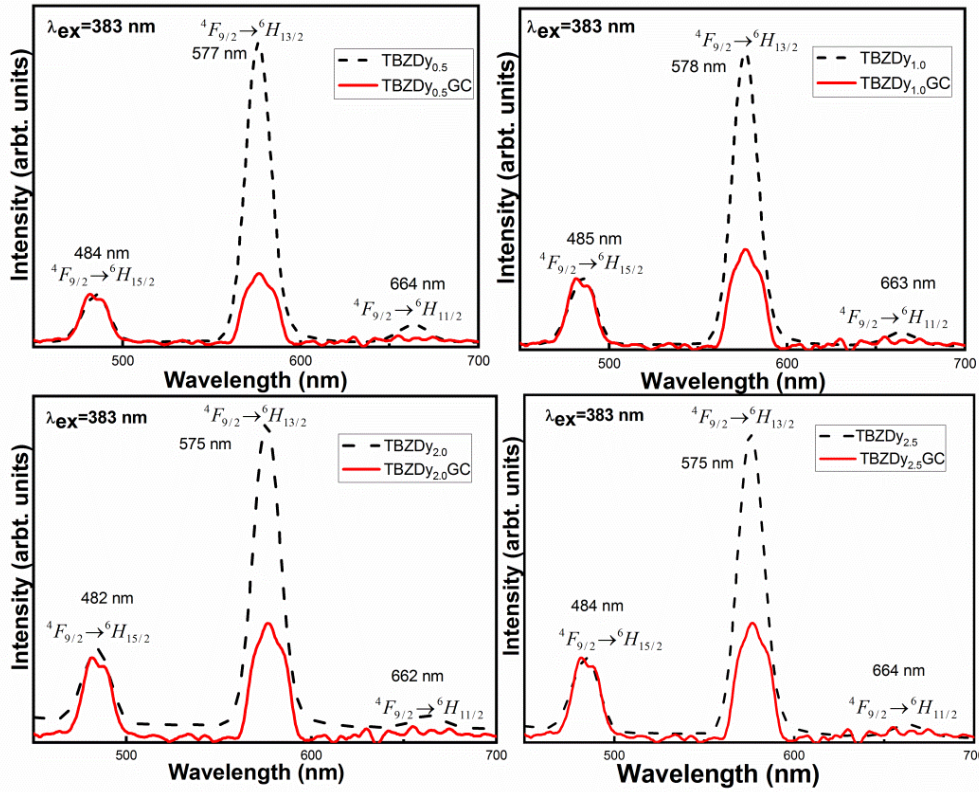 λex=383 nm
⁴F₉/₂→⁶H₁₃/₂
577 nm
TBZDy₀.₅
TBZDy₀.₅GC
484 nm
⁴F₉/₂→⁶H₁₅/₂
664 nm
⁴F₉/₂→⁶H₁₁/₂
Intensity (arbt. units)
500 600 700
Wavelength (nm)
λex=383 nm
⁴F₉/₂→⁶H₁₃/₂
578 nm
TBZDy₁.₀
TBZDy₁.₀GC
485 nm
⁴F₉/₂→⁶H₁₅/₂
663 nm
⁴F₉/₂→⁶H₁₁/₂
Intensity (arbt. units)
500 600 700
Wavelength (nm)
λex=383 nm
⁴F₉/₂→⁶H₁₃/₂
575 nm
TBZDy₂.₀
TBZDy₂.₀GC
482 nm
⁴F₉/₂→⁶H₁₅/₂
662 nm
⁴F₉/₂→⁶H₁₁/₂
Intensity (arbt. units)
500 600 700
Wavelength (nm)
λex=383 nm
⁴F₉/₂→⁶H₁₃/₂
575 nm
TBZDy₂.₅
TBZDy₂.₅GC
484 nm
⁴F₉/₂→⁶H₁₅/₂
664 nm
⁴F₉/₂→⁶H₁₁/₂
Intensity (arbt. units)
500 600 700
Wavelength (nm)